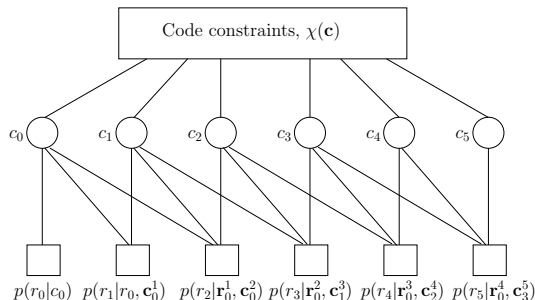 Code constraints, χ(𝐜)
c₀ c₁ c₂ c₃ c₄ c₅
p(r₀|c₀) p(r₁|r₀, 𝐜₀¹) p(r₂|𝐫₀¹, 𝐜₀²) p(r₃|𝐫₀², 𝐜₁³) p(r₄|𝐫₀³, 𝐜₂⁴) p(r₅|𝐫₀⁴, 𝐜₃⁵)